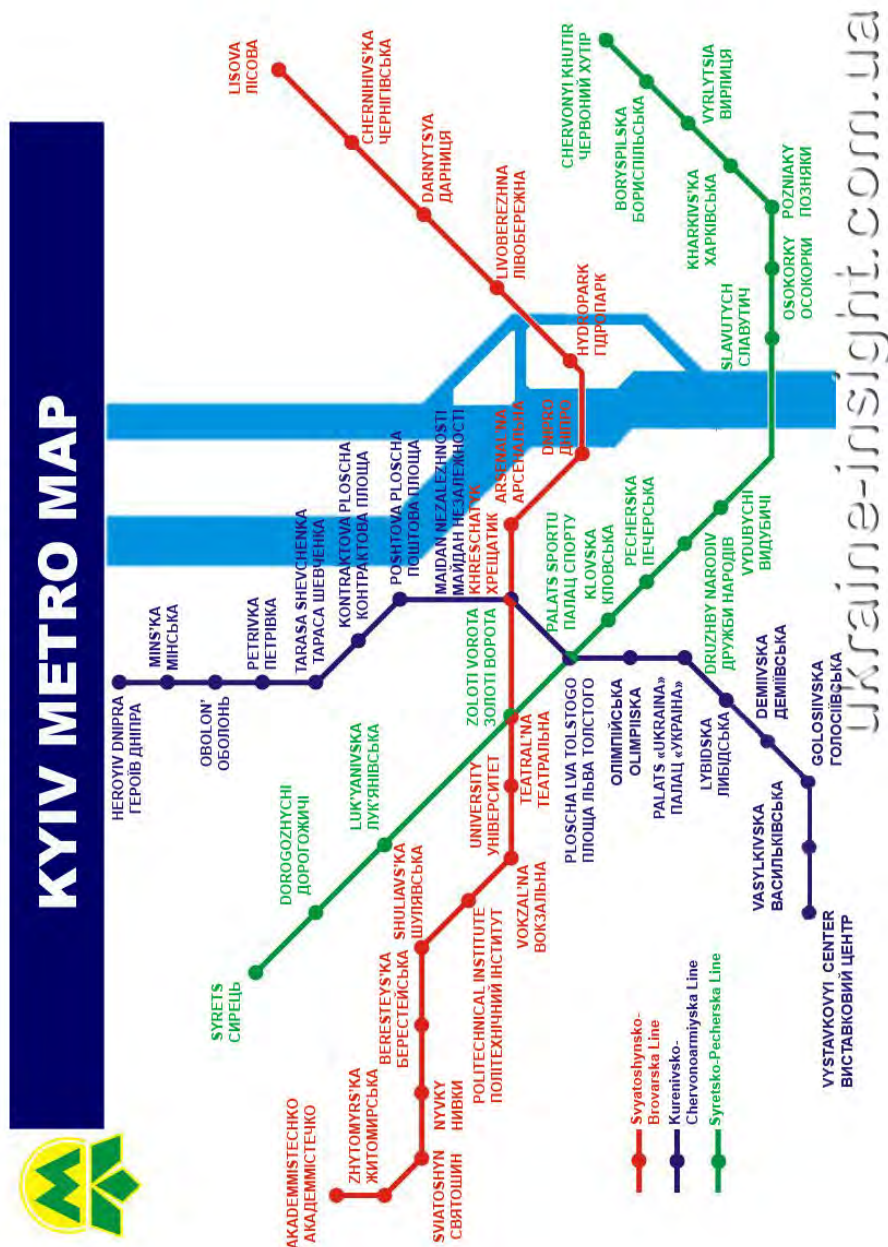 KYIV METRO MAP
AKADEMMISTECHKO
АКАДЕММІСТЕЧКО
ZHYTOMYRS'KA
ЖИТОМИРСЬКА
SVIATOSHYN
СВЯТОШИН
NYVKY
НИВКИ
BERESTEYS'KA
БЕРЕСТЕЙСЬКА
SHULIAVS'KA
ШУЛЯВСЬКА
POLITECHNICAL INSTITUTE
ПОЛІТЕХНІЧНИЙ ІНСТИТУТ
VOKZAL'NA
ВОКЗАЛЬНА
UNIVERSITY
УНІВЕРСИТЕТ
TEATRAL'NA
ТЕАТРАЛЬНА
KHRESCHATYK
ХРЕЩАТИК
ARSENAL'NA
АРСЕНАЛЬНА
DNIPRO
ДНІПРО
HYDROPARK
ГІДРОПАРК
LIVOBEREZHNA
ЛІВОБЕРЕЖНА
DARNYTSYA
ДАРНИЦЯ
CHERNIHIVS'KA
ЧЕРНІГІВСЬКА
LISOVA
ЛІСОВА
HEROYIV DNIPRA
ГЕРОЇВ ДНІПРА
MINS'KA
МІНСЬКА
OBOLON'
ОБОЛОНЬ
PETRIVKA
ПЕТРІВКА
TARASA SHEVCHENKA
ТАРАСА ШЕВЧЕНКА
KONTRAKTOVA PLOSCHA
КОНТРАКТОВА ПЛОЩА
POSHTOVA PLOSCHA
ПОШТОВА ПЛОЩА
MAIDAN NEZALEZHNOSTI
МАЙДАН НЕЗАЛЕЖНОСТІ
PLOSCHA LVA TOLSTOGO
ПЛОЩА ЛЬВА ТОЛСТОГО
ОЛІМПІЙСЬКА
OLIMPIISKA
PALATS «UKRAINA»
ПАЛАЦ «УКРАЇНА»
LYBIDSKA
ЛИБІДСЬКА
DEMIIVSKA
ДЕМІЇВСЬКА
GOLOSIIVSKA
ГОЛОСІЇВСЬКА
VASYLKIVSKA
ВАСИЛЬКІВСЬКА
VYSTAVKOVYI CENTER
ВИСТАВКОВИЙ ЦЕНТР
SYRETS
СИРЕЦЬ
DOROGOZHYCHI
ДОРОГОЖИЧІ
LUK'YANIVSKA
ЛУК'ЯНІВСЬКА
ZOLOTI VOROTA
ЗОЛОТІ ВОРОТА
PALATS SPORTU
ПАЛАЦ СПОРТУ
KLOVSKA
КЛОВСЬКА
PECHERSKA
ПЕЧЕРСЬКА
DRUZHBY NARODIV
ДРУЖБИ НАРОДІВ
VYDUBYCHI
ВИДУБИЧІ
SLAVUTYCH
СЛАВУТИЧ
OSOKORKY
ОСОКОРКИ
POZNIAKY
ПОЗНЯКИ
KHARKIVS'KA
ХАРКІВСЬКА
VYRLYTSIA
ВИРЛИЦЯ
BORYSPILSKA
БОРИСПІЛЬСЬКА
CHERVONYI KHUTIR
ЧЕРВОНИЙ ХУТІР
Svyatoshynsko-
Brovarska Line
Kurenivsko-
Chervonoarmiyska Line
Syretsko-Pecherska Line
ukraine-insight.com.ua